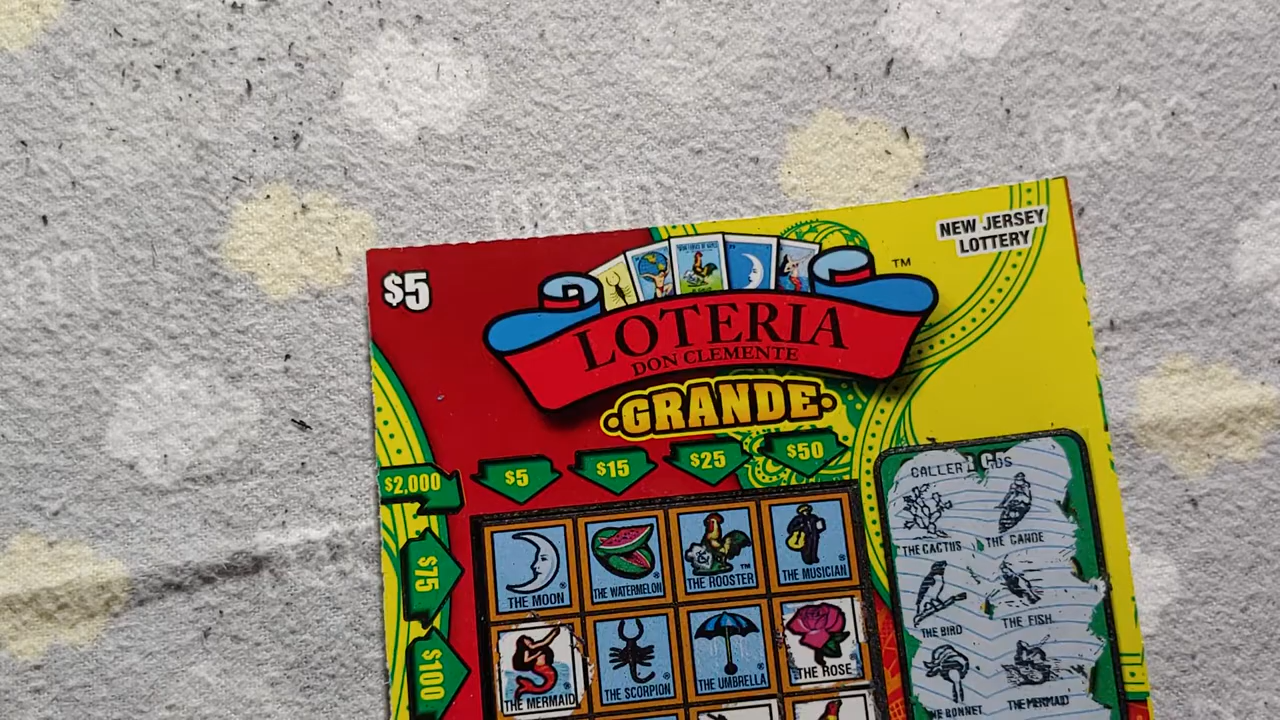 NEW JERSEY
LOTTERY
$5
™
LOTERIA
DON CLEMENTE
GRANDE
$5
$15
$25
$50
$2,000
$75
$100
THE MOON
THE WATERMELON
THE ROOSTER
THE MUSICIAN
THE MERMAID
THE SCORPION
THE UMBRELLA
THE ROSE
CALLER
THE CACTUS
THE CANOE
THE BIRD
THE FISH
THE BONNET
THE MERMAID